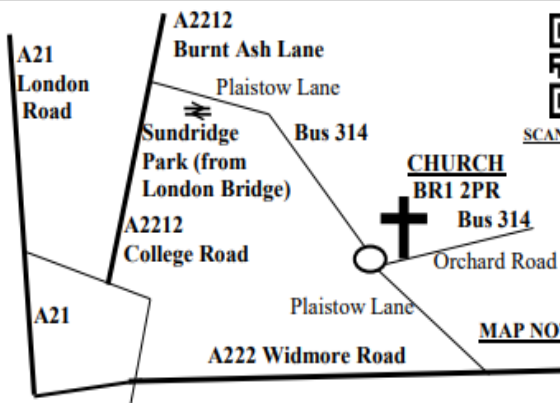 A2212
Burnt Ash Lane
A21
London
Road
Plaistow Lane
Sundridge
Park (from
London Bridge)
Bus 314
CHURCH
BR1 2PR
Bus 314
A2212
College Road
Orchard Road
Plaistow Lane
A21
A222 Widmore Road
MAP